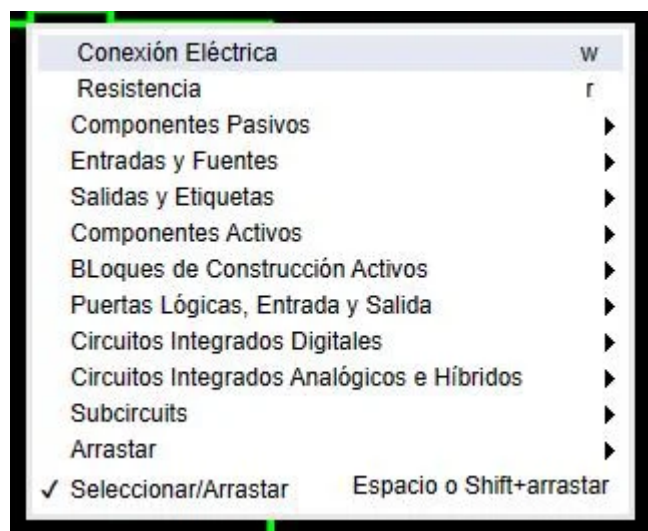 Conexión Eléctrica w
Resistencia r
Componentes Pasivos
Entradas y Fuentes
Salidas y Etiquetas
Componentes Activos
BLoques de Construcción Activos
Puertas Lógicas, Entrada y Salida
Circuitos Integrados Digitales
Circuitos Integrados Analógicos e Híbridos
Subcircuits
Arrastar
✓ Seleccionar/Arrastar Espacio o Shift+arrastar